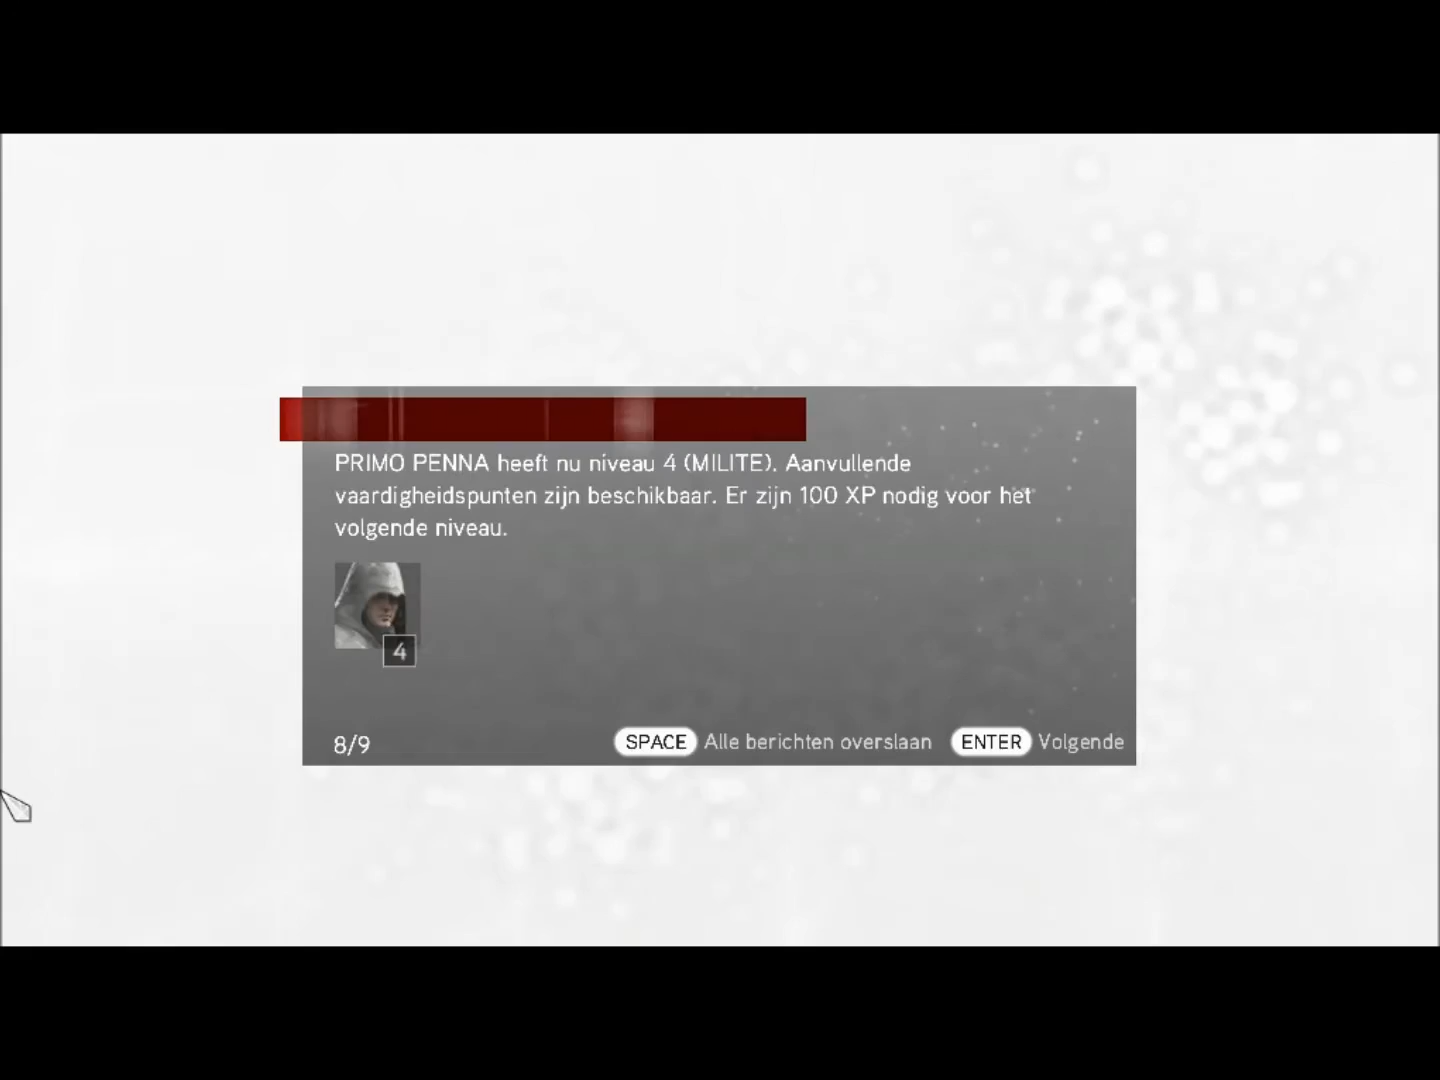 PRIMO PENNA heeft nu niveau 4 (MILITE). Aanvullende
vaardigheidspunten zijn beschikbaar. Er zijn 100 XP nodig voor het
volgende niveau.
4
8/9
SPACE Alle berichten overslaan ENTER Volgende